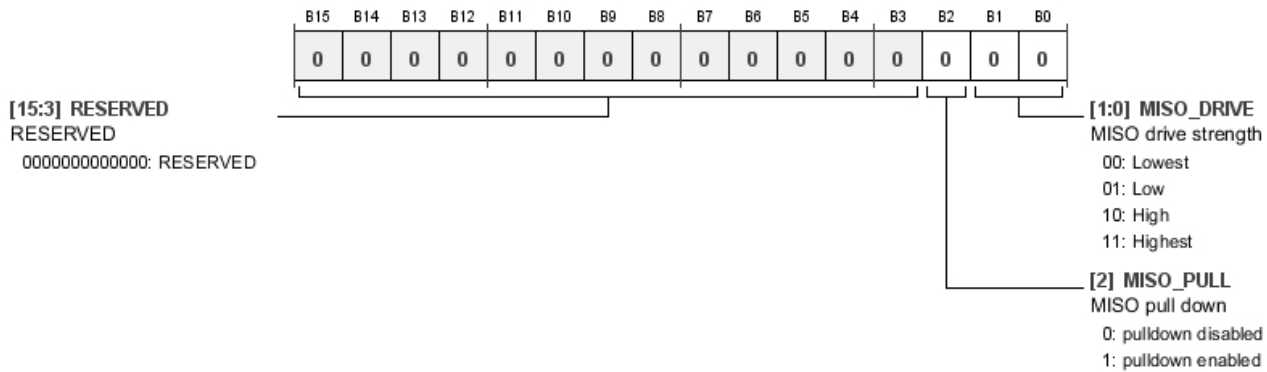 B15 B14 B13 B12 B11 B10 B9 B8 B7 B6 B5 B4 B3 B2 B1 B0
0 0 0 0 0 0 0 0 0 0 0 0 0 0 0 0
[15:3] RESERVED
RESERVED
0000000000000: RESERVED
[1:0] MISO_DRIVE
MISO drive strength
00: Lowest
01: Low
10: High
11: Highest
[2] MISO_PULL
MISO pull down
0: pulldown disabled
1: pulldown enabled